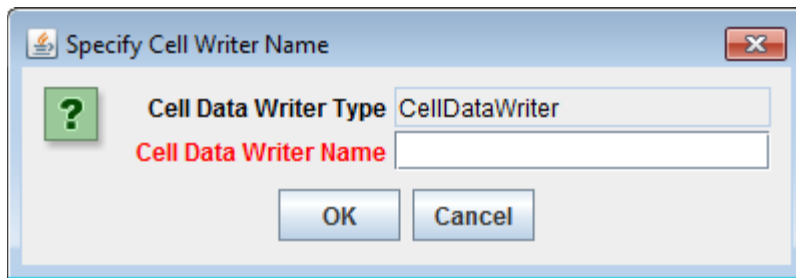 Specify Cell Writer Name
?
Cell Data Writer Type CellDataWriter
Cell Data Writer Name
OK Cancel